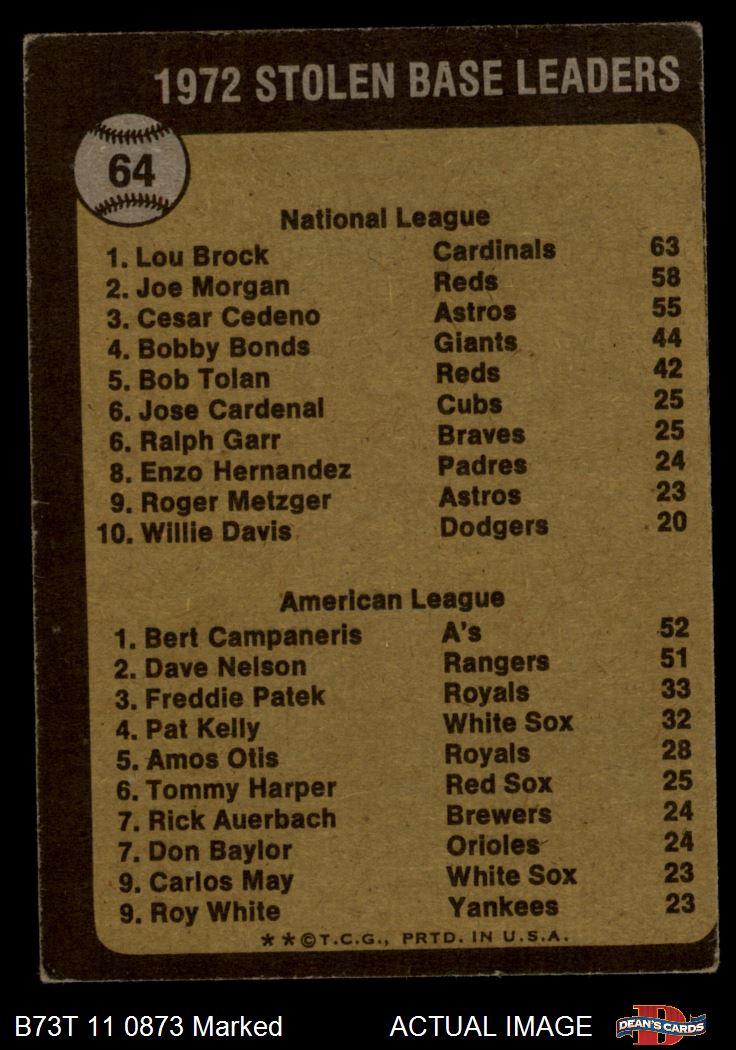 1972 STOLEN BASE LEADERS
64
National League
1. Lou Brock Cardinals 63
2. Joe Morgan Reds 58
3. Cesar Cedeno Astros 55
4. Bobby Bonds Giants 44
5. Bob Tolan Reds 42
6. Jose Cardenal Cubs 25
6. Ralph Garr Braves 25
8. Enzo Hernandez Padres 24
9. Roger Metzger Astros 23
10. Willie Davis Dodgers 20
American League
1. Bert Campaneris A's 52
2. Dave Nelson Rangers 51
3. Freddie Patek Royals 33
4. Pat Kelly White Sox 32
5. Amos Otis Royals 28
6. Tommy Harper Red Sox 25
7. Rick Auerbach Brewers 24
7. Don Baylor Orioles 24
9. Carlos May White Sox 23
9. Roy White Yankees 23
**©T.C.G., PRTD. IN U.S.A.
B73T 11 0873 Marked ACTUAL IMAGE D DEAN'S CARDS